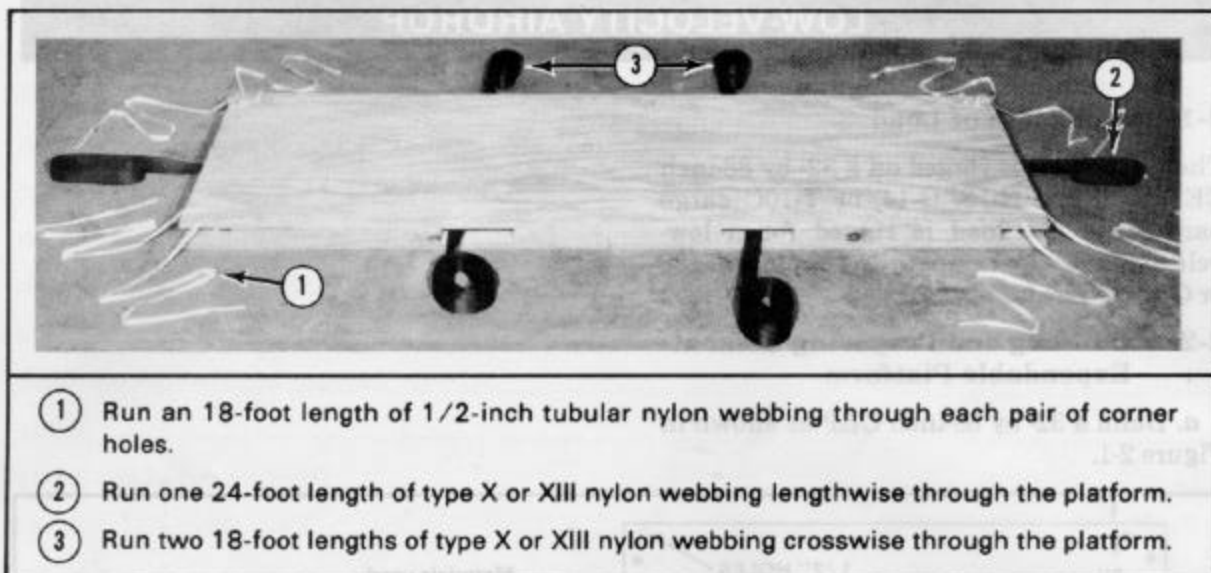 3
2
1
1 Run an 18-foot length of 1/2-inch tubular nylon webbing through each pair of corner
holes.
2 Run one 24-foot length of type X or XIII nylon webbing lengthwise through the platform.
3 Run two 18-foot lengths of type X or XIII nylon webbing crosswise through the platform.